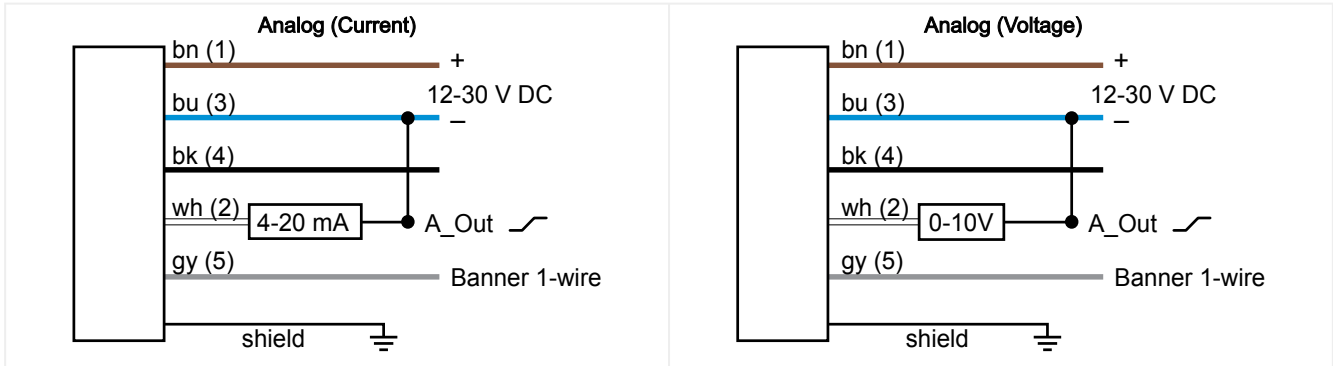 Analog (Current)
bn (1)
+
12-30 V DC
bu (3)
–
bk (4)
wh (2)
4-20 mA
A_Out
gy (5)
Banner 1-wire
shield
Analog (Voltage)
bn (1)
+
12-30 V DC
bu (3)
–
bk (4)
wh (2)
0-10V
A_Out
gy (5)
Banner 1-wire
shield